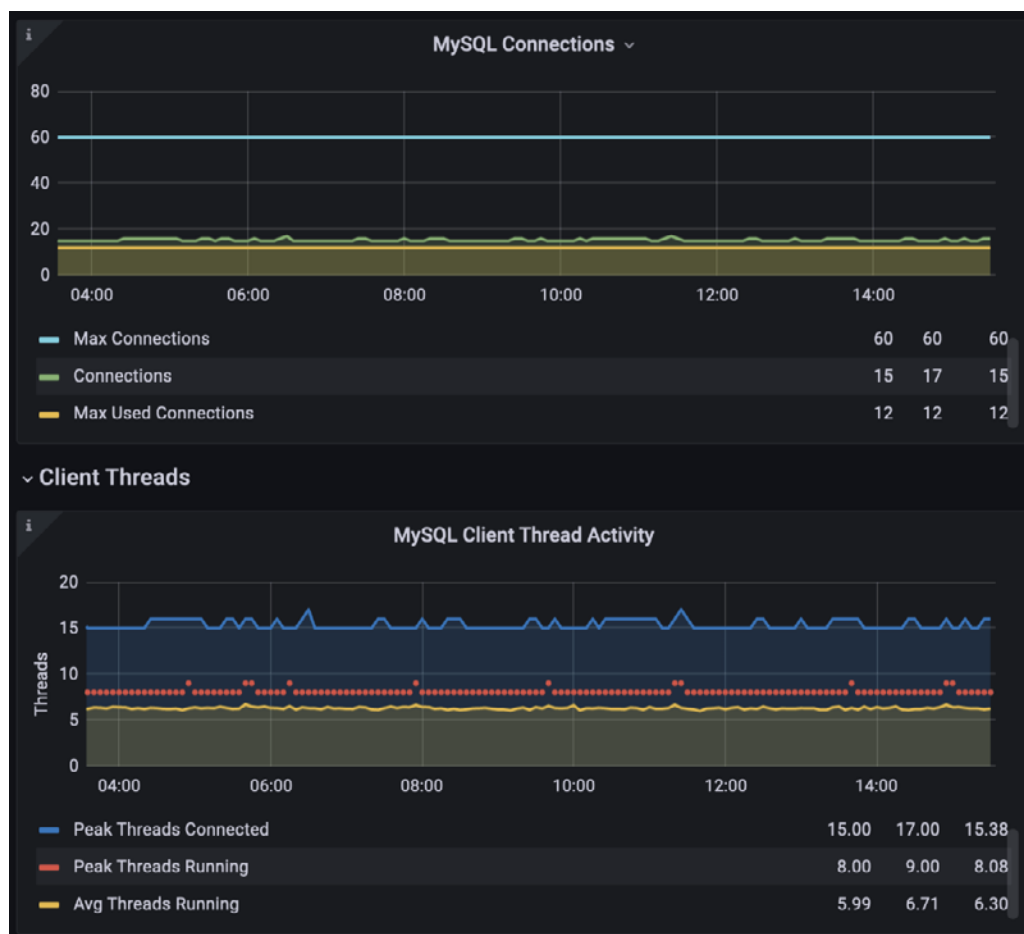 i
MySQL Connections
80
60
40
20
0
04:00 06:00 08:00 10:00 12:00 14:00
Max Connections 60 60 60
Connections 15 17 15
Max Used Connections 12 12 12
Client Threads
i
MySQL Client Thread Activity
Threads
20
15
10
5
0
04:00 06:00 08:00 10:00 12:00 14:00
Peak Threads Connected 15.00 17.00 15.38
Peak Threads Running 8.00 9.00 8.08
Avg Threads Running 5.99 6.71 6.30